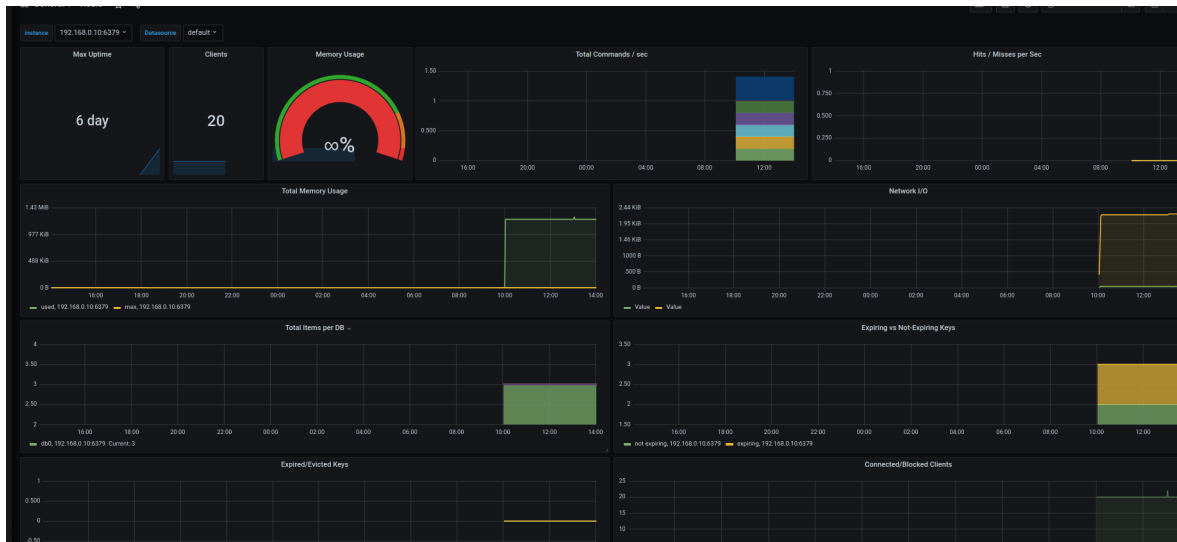 instance 192.168.0.10:6379 Datasource default
Max Uptime
6 day
Clients
20
Memory Usage
∞%
Total Commands / sec
1.50
1
0.500
0
16:00 20:00 00:00 04:00 08:00 12:00
Hits / Misses per Sec
1
0.750
0.500
0.250
0
16:00 20:00 00:00 04:00 08:00 12:00
Total Memory Usage
1.43 MiB
977 KiB
488 KiB
0 B
16:00 18:00 20:00 22:00 00:00 02:00 04:00 06:00 08:00 10:00 12:00 14:00
used, 192.168.0.10:6379 max, 192.168.0.10:6379
Network I/O
2.44 KiB
1.95 KiB
1.46 KiB
1000 B
500 B
0 B
16:00 18:00 20:00 22:00 00:00 02:00 04:00 06:00 08:00 10:00 12:00
Value Value
Total Items per DB
4
3.50
3
2.50
2
16:00 18:00 20:00 22:00 00:00 02:00 04:00 06:00 08:00 10:00 12:00 14:00
db0, 192.168.0.10:6379 Current: 3
Expiring vs Not-Expiring Keys
3.50
3
2.50
2
1.50
16:00 18:00 20:00 22:00 00:00 02:00 04:00 06:00 08:00 10:00 12:00
not expiring, 192.168.0.10:6379 expiring, 192.168.0.10:6379
Expired/Evicted Keys
1
0.500
0
-0.50
Connected/Blocked Clients
25
20
15
10